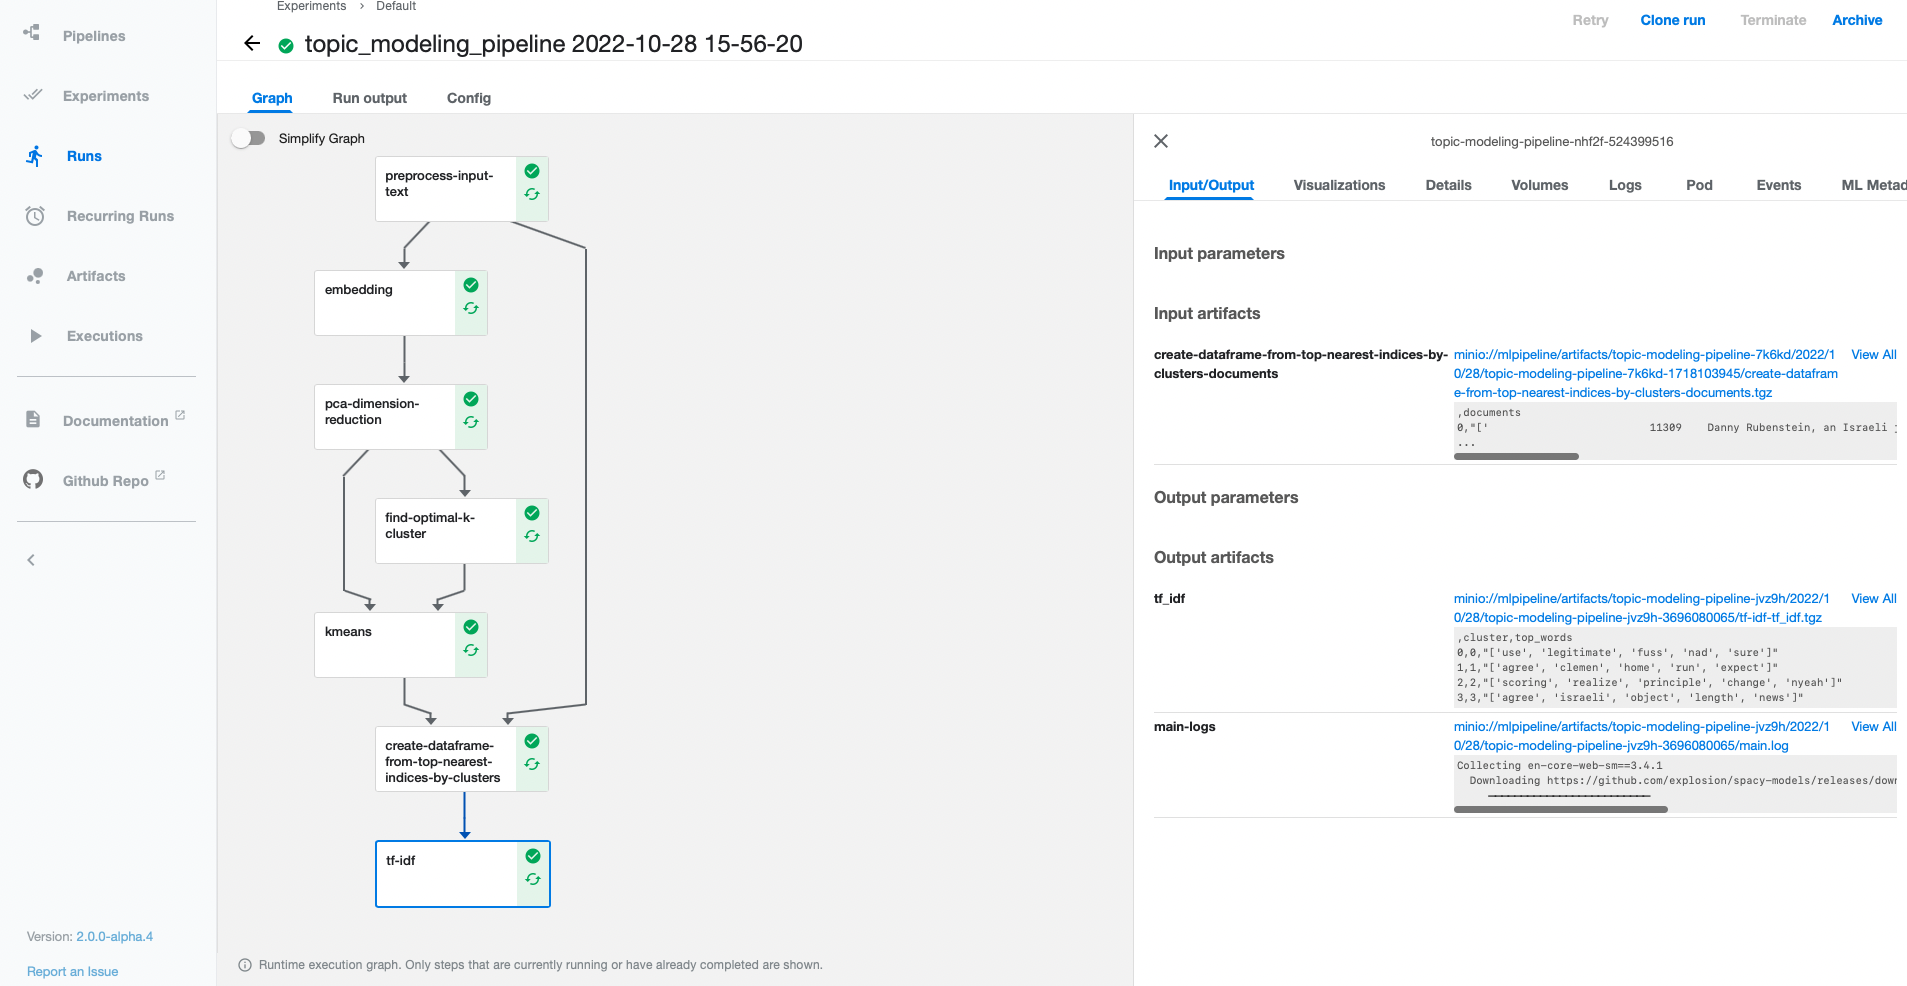 Pipelines
Experiments
Runs
Recurring Runs
Artifacts
Executions
Documentation
Github Repo
Version: 2.0.0-alpha.4
Report an Issue
Experiments > Default
topic_modeling_pipeline 2022-10-28 15-56-20
Retry
Clone run
Terminate
Archive
Graph
Run output
Config
Simplify Graph
preprocess-input-
text
embedding
pca-dimension-
reduction
find-optimal-k-
cluster
kmeans
create-dataframe-
from-top-nearest-
indices-by-clusters
tf-idf
Runtime execution graph. Only steps that are currently running or have already completed are shown.
topic-modeling-pipeline-nhf2f-524399516
Input/Output
Visualizations
Details
Volumes
Logs
Pod
Events
ML Metad
Input parameters
Input artifacts
create-dataframe-from-top-nearest-indices-by-
clusters-documents
minio://mlpipeline/artifacts/topic-modeling-pipeline-7k6kd/2022/1
0/28/topic-modeling-pipeline-7k6kd-1718103945/create-datafram
e-from-top-nearest-indices-by-clusters-documents.tgz
View All
,documents
0,"[' 11309 Danny Rubenstein, an Israeli j
...
Output parameters
Output artifacts
tf_idf
minio://mlpipeline/artifacts/topic-modeling-pipeline-jvz9h/2022/1
0/28/topic-modeling-pipeline-jvz9h-3696080065/tf-idf-tf_idf.tgz
View All
,cluster,top_words
0,0,"['use', 'legitimate', 'fuss', 'nad', 'sure']"
1,1,"['agree', 'clemen', 'home', 'run', 'expect']"
2,2,"['scoring', 'realize', 'principle', 'change', 'nyeah']"
3,3,"['agree', 'israeli', 'object', 'length', 'news']"
main-logs
minio://mlpipeline/artifacts/topic-modeling-pipeline-jvz9h/2022/1
0/28/topic-modeling-pipeline-jvz9h-3696080065/main.log
View All
Collecting en-core-web-sm==3.4.1
Downloading https://github.com/explosion/spacy-models/releases/down